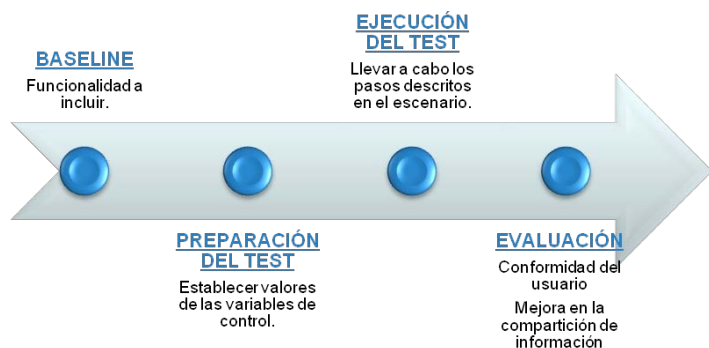 BASELINE
Funcionalidad a
incluir.
PREPARACIÓN
DEL TEST
Establecer valores
de las variables de
control.
EJECUCIÓN
DEL TEST
Llevar a cabo los
pasos descritos
en el escenario.
EVALUACIÓN
Conformidad del
usuario
Mejora en la
compartición de
información